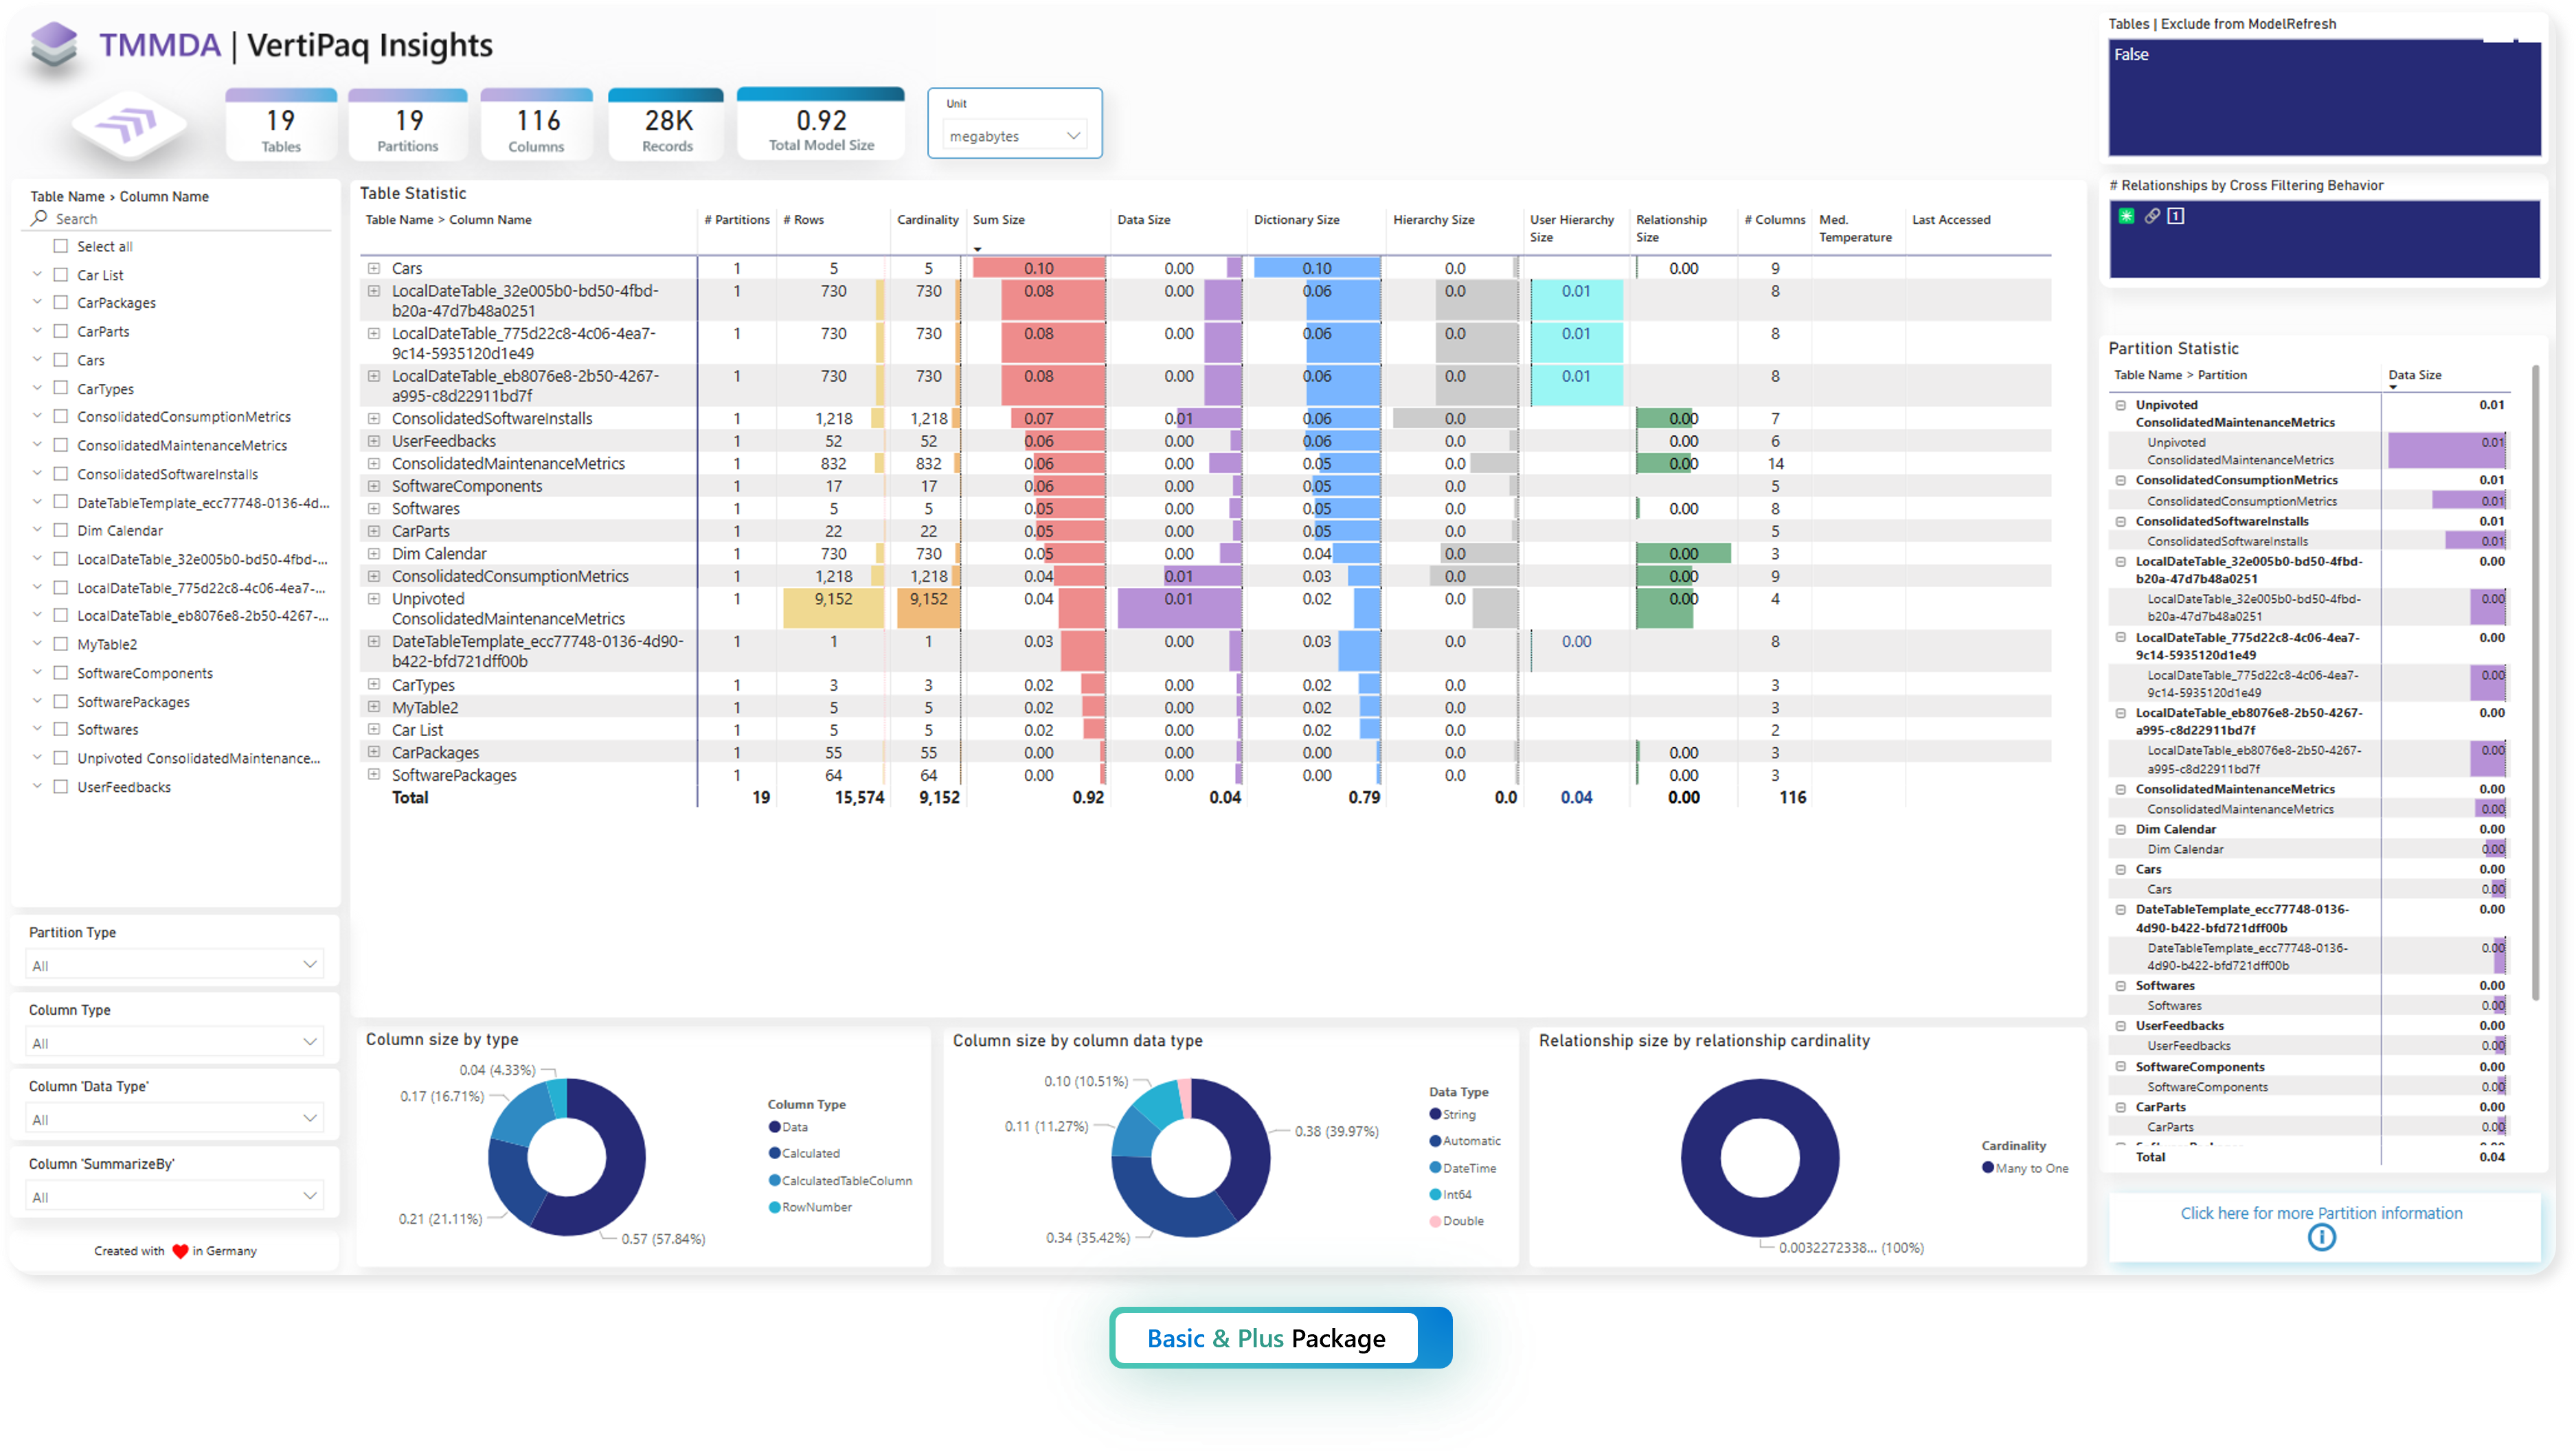 TMMDA | VertiPaq Insights
19
Tables
19
Partitions
116
Columns
28K
Records
0.92
Total Model Size
Unit
megabytes
Tables | Exclude from ModelRefresh
False
# Relationships by Cross Filtering Behavior
1
Table Name > Column Name
Search
Select all
Car List
CarPackages
CarParts
Cars
CarTypes
ConsolidatedConsumptionMetrics
ConsolidatedMaintenanceMetrics
ConsolidatedSoftwareInstalls
DateTableTemplate_ecc77748-0136-4d...
Dim Calendar
LocalDateTable_32e005b0-bd50-4fbd-...
LocalDateTable_775d22c8-4c06-4ea7-...
LocalDateTable_eb8076e8-2b50-4267-...
MyTable2
SoftwareComponents
SoftwarePackages
Softwares
Unpivoted ConsolidatedMaintenance...
UserFeedbacks
Partition Type
All
Column Type
All
Column 'Data Type'
All
Column 'SummarizeBy'
All
Created with ❤ in Germany
Table Statistic
Table Name > Column Name # Partitions # Rows Cardinality Sum Size Data Size Dictionary Size Hierarchy Size User Hierarchy Size Relationship Size # Columns Med. Temperature Last Accessed
Cars 1 5 5 0.10 0.00 0.10 0.0 0.00 9
LocalDateTable_32e005b0-bd50-4fbd- 1 730 730 0.08 0.00 0.06 0.0 0.01 8
b20a-47d7b48a0251
LocalDateTable_775d22c8-4c06-4ea7- 1 730 730 0.08 0.00 0.06 0.0 0.01 8
9c14-5935120d1e49
LocalDateTable_eb8076e8-2b50-4267- 1 730 730 0.08 0.00 0.06 0.0 0.01 8
a995-c8d22911bd7f
ConsolidatedSoftwareInstalls 1 1,218 1,218 0.07 0.01 0.06 0.0 0.00 7
UserFeedbacks 1 52 52 0.06 0.00 0.06 0.0 0.00 6
ConsolidatedMaintenanceMetrics 1 832 832 0.06 0.00 0.05 0.0 0.00 14
SoftwareComponents 1 17 17 0.06 0.00 0.05 0.0 5
Softwares 1 5 5 0.05 0.00 0.05 0.0 0.00 8
CarParts 1 22 22 0.05 0.00 0.05 0.0 5
Dim Calendar 1 730 730 0.05 0.00 0.04 0.0 0.00 3
ConsolidatedConsumptionMetrics 1 1,218 1,218 0.04 0.01 0.03 0.0 0.00 9
Unpivoted 1 9,152 9,152 0.04 0.01 0.02 0.0 0.00 4
ConsolidatedMaintenanceMetrics
DateTableTemplate_ecc77748-0136-4d90- 1 1 1 0.03 0.00 0.03 0.00 8
b422-bfd721dff00b
CarTypes 1 3 3 0.02 0.00 0.02 0.0 3
MyTable2 1 5 5 0.02 0.00 0.02 0.0 3
Car List 1 5 5 0.02 0.00 0.02 0.0 2
CarPackages 1 55 55 0.00 0.00 0.00 0.0 0.00 3
SoftwarePackages 1 64 64 0.00 0.00 0.00 0.0 0.00 3
Total 19 15,574 9,152 0.92 0.04 0.79 0.0 0.04 0.00 116
Column size by type
0.04 (4.33%)
0.17 (16.71%)
0.21 (21.11%)
0.57 (57.84%)
Column Type
Data
Calculated
CalculatedTableColumn
RowNumber
Column size by column data type
0.10 (10.51%)
0.11 (11.27%)
0.38 (39.97%)
0.34 (35.42%)
Data Type
String
Automatic
DateTime
Int64
Double
Relationship size by relationship cardinality
0.0032272338... (100%)
Cardinality
Many to One
Partition Statistic
Table Name > Partition Data Size
Unpivoted 0.01
ConsolidatedMaintenanceMetrics
Unpivoted 0.01
ConsolidatedMaintenanceMetrics
ConsolidatedConsumptionMetrics 0.01
ConsolidatedConsumptionMetrics 0.01
ConsolidatedSoftwareInstalls 0.01
ConsolidatedSoftwareInstalls 0.01
LocalDateTable_32e005b0-bd50-4fbd- 0.00
b20a-47d7b48a0251
LocalDateTable_32e005b0-bd50-4fbd- 0.00
b20a-47d7b48a0251
LocalDateTable_775d22c8-4c06-4ea7- 0.00
9c14-5935120d1e49
LocalDateTable_775d22c8-4c06-4ea7- 0.00
9c14-5935120d1e49
LocalDateTable_eb8076e8-2b50-4267- 0.00
a995-c8d22911bd7f
LocalDateTable_eb8076e8-2b50-4267- 0.00
a995-c8d22911bd7f
ConsolidatedMaintenanceMetrics 0.00
ConsolidatedMaintenanceMetrics 0.00
Dim Calendar 0.00
Dim Calendar 0.00
Cars 0.00
Cars 0.00
DateTableTemplate_ecc77748-0136- 0.00
4d90-b422-bfd721dff00b
DateTableTemplate_ecc77748-0136- 0.00
4d90-b422-bfd721dff00b
Softwares 0.00
Softwares 0.00
UserFeedbacks 0.00
UserFeedbacks 0.00
SoftwareComponents 0.00
SoftwareComponents 0.00
CarParts 0.00
CarParts 0.00
Total 0.04
Click here for more Partition information
Basic & Plus Package